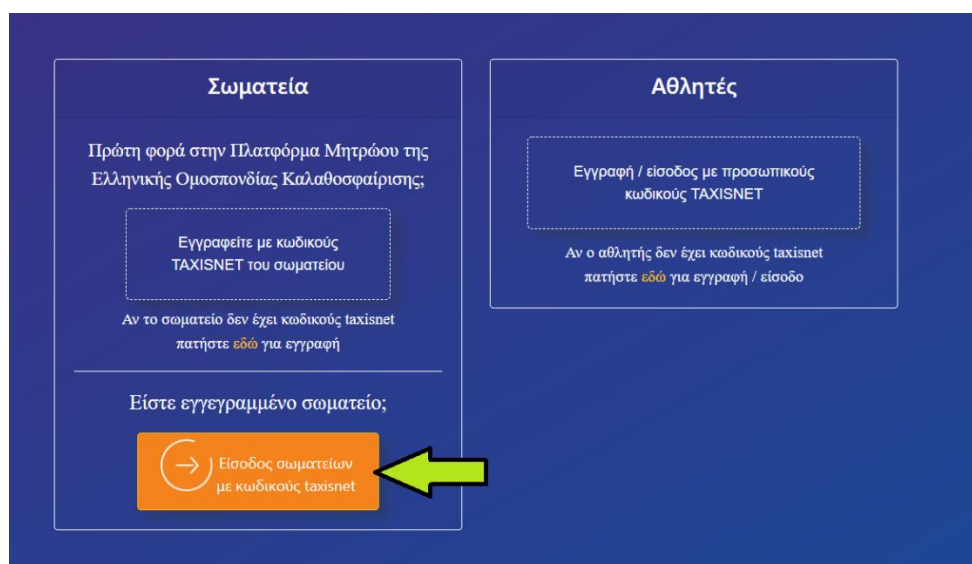 Σωματεία
Πρώτη φορά στην Πλατφόρμα Μητρώου της
Ελληνικής Ομοσπονδίας Καλαθοσφαίρισης;
Εγγραφείτε με κωδικούς
TAXISNET του σωματείου
Αν το σωματείο δεν έχει κωδικούς taxisnet
πατήστε εδώ για εγγραφή
Είστε εγγεγραμμένο σωματείο;
Είσοδος σωματείων
με κωδικούς taxisnet
Αθλητές
Εγγραφή / είσοδος με προσωπικούς
κωδικούς TAXISNET
Αν ο αθλητής δεν έχει κωδικούς taxisnet
πατήστε εδώ για εγγραφή / είσοδο